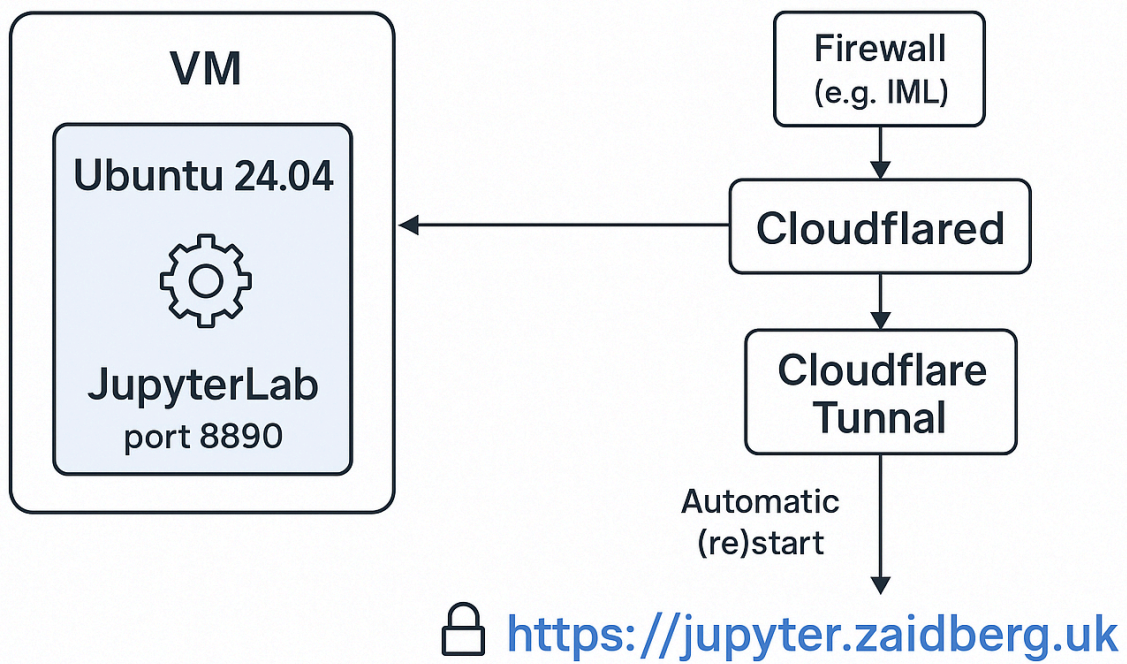 VM
Ubuntu 24.04
JupyterLab
port 8890
Firewall
(e.g. IML)
Cloudflared
Cloudflare
Tunnal
Automatic
(re)start
https://jupyter.zaidberg.uk